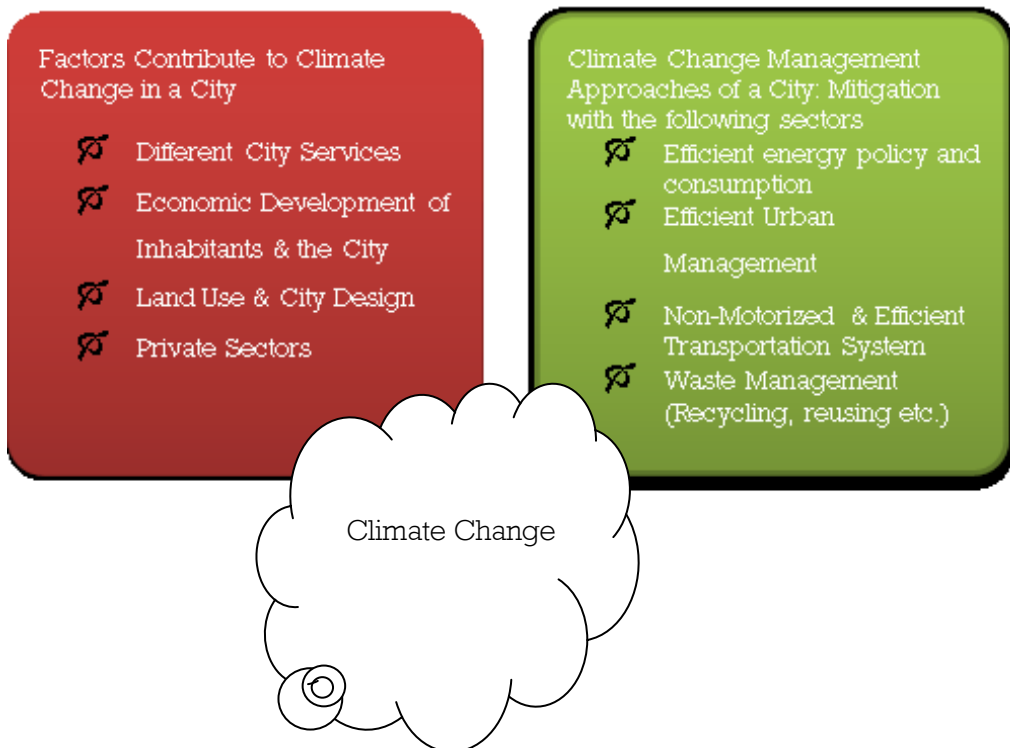 Factors Contribute to Climate
Change in a City
Different City Services
Economic Development of
Inhabitants & the City
Land Use & City Design
Private Sectors
Climate Change Management
Approaches of a City: Mitigation
with the following sectors
Efficient energy policy and
consumption
Efficient Urban
Management
Non-Motorized & Efficient
Transportation System
Waste Management
(Recycling, reusing etc.)
Climate Change